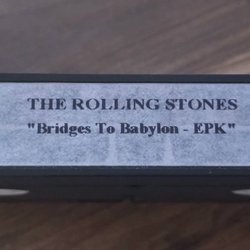 THE ROLLING STONES
"Bridges To Babylon - EPK"